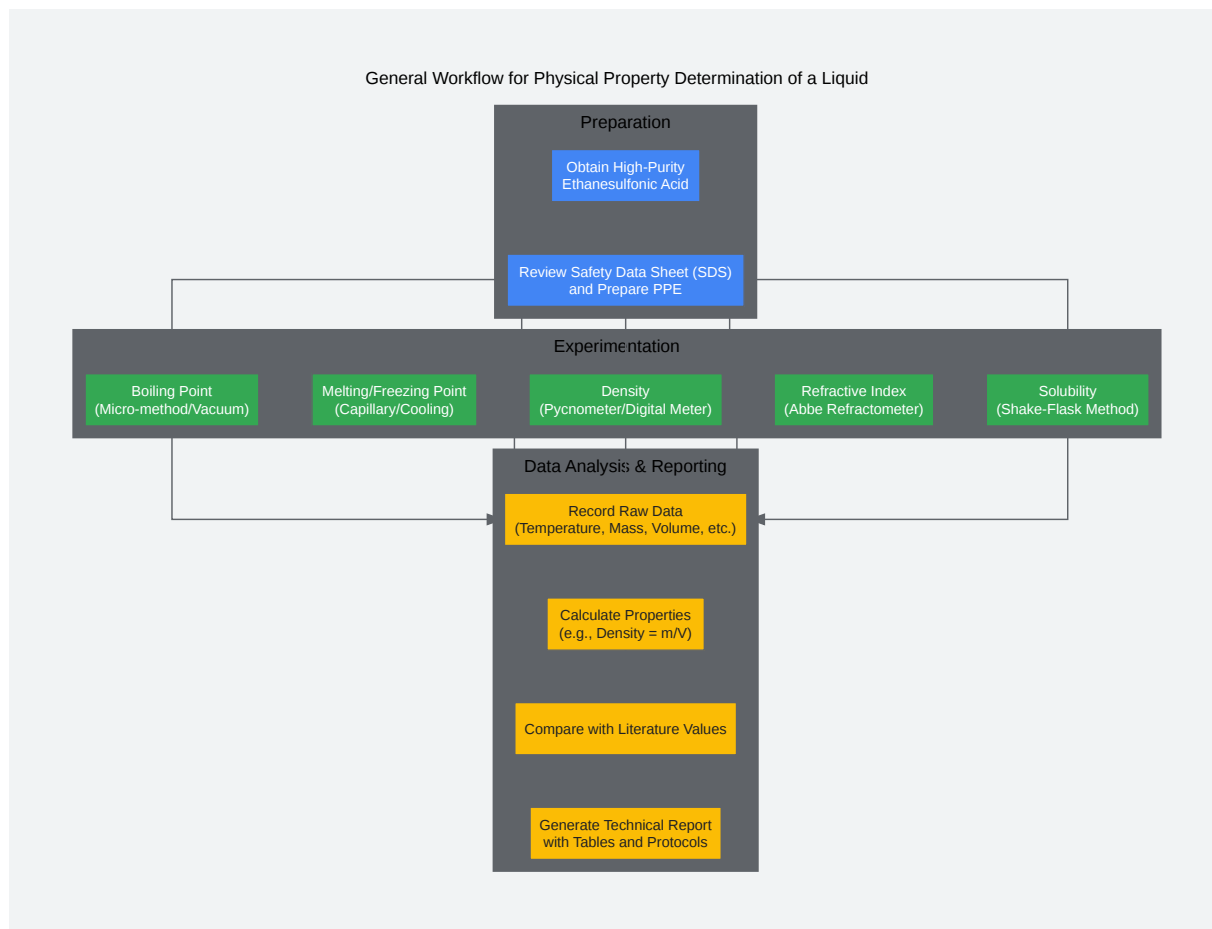 General Workflow for Physical Property Determination of a Liquid
Preparation
Obtain High-Purity
Ethanesulfonic Acid
Review Safety Data Sheet (SDS)
and Prepare PPE
Experimentation
Boiling Point
(Micro-method/Vacuum)
Melting/Freezing Point
(Capillary/Cooling)
Density
(Pycnometer/Digital Meter)
Refractive Index
(Abbe Refractometer)
Solubility
(Shake-Flask Method)
Data Analysis & Reporting
Record Raw Data
(Temperature, Mass, Volume, etc.)
Calculate Properties
(e.g., Density = m/V)
Compare with Literature Values
Generate Technical Report
with Tables and Protocols